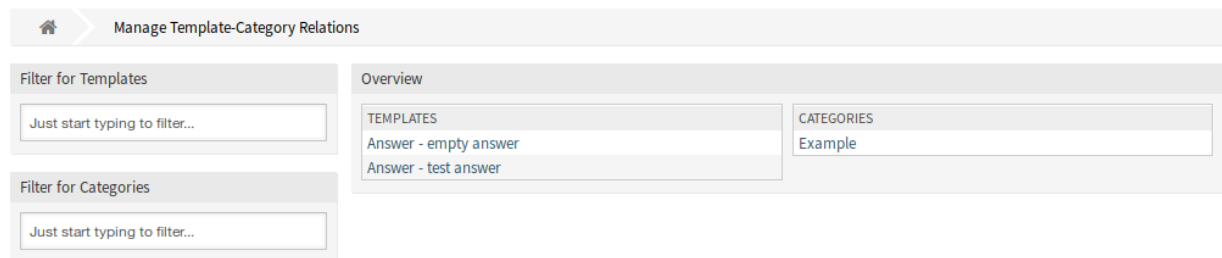 Manage Template-Category Relations
Filter for Templates
Just start typing to filter...
Filter for Categories
Just start typing to filter...
Overview
TEMPLATES
Answer - empty answer
Answer - test answer
CATEGORIES
Example